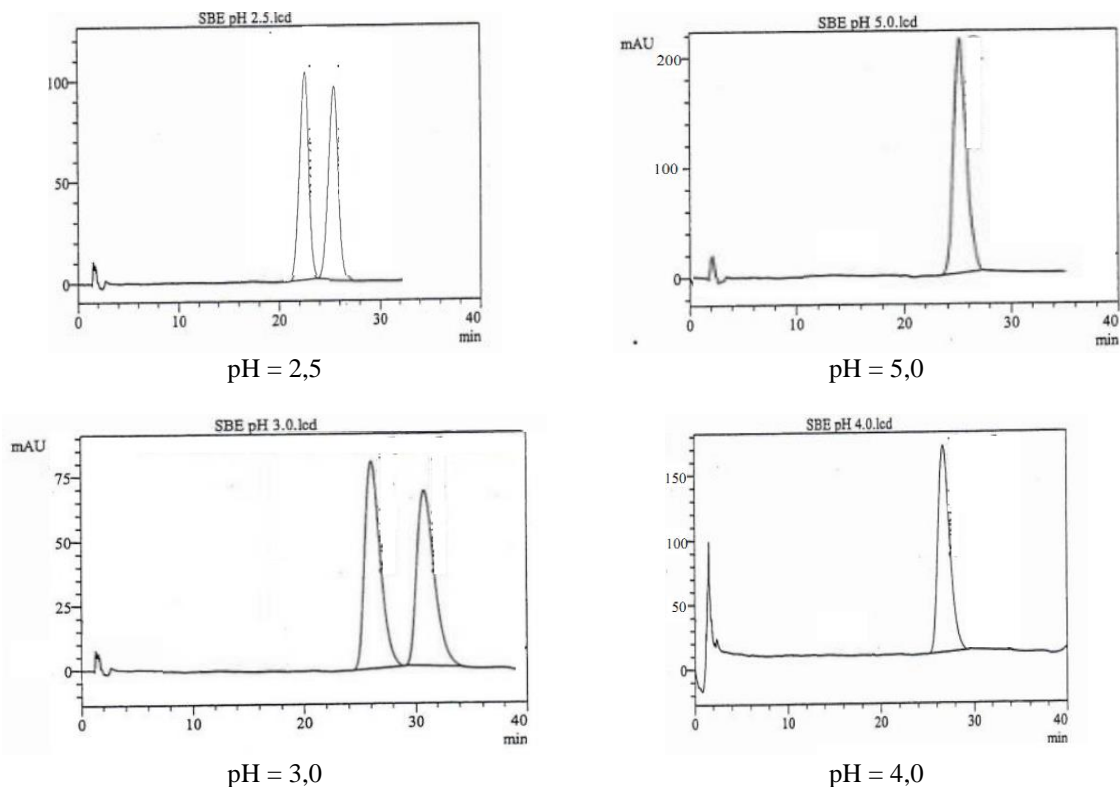 SBE pH 2.5.lcd
100
50
0
0 10 20 30 40
min
pH = 2,5
SBE pH 5.0.lcd
mAU
200
100
0
0 10 20 30 40
min
pH = 5,0
SBE pH 3.0.lcd
mAU
75
50
25
0
0 10 20 30 40
min
pH = 3,0
SBE pH 4.0.lcd
150
100
50
0
0 10 20 30 40
min
pH = 4,0